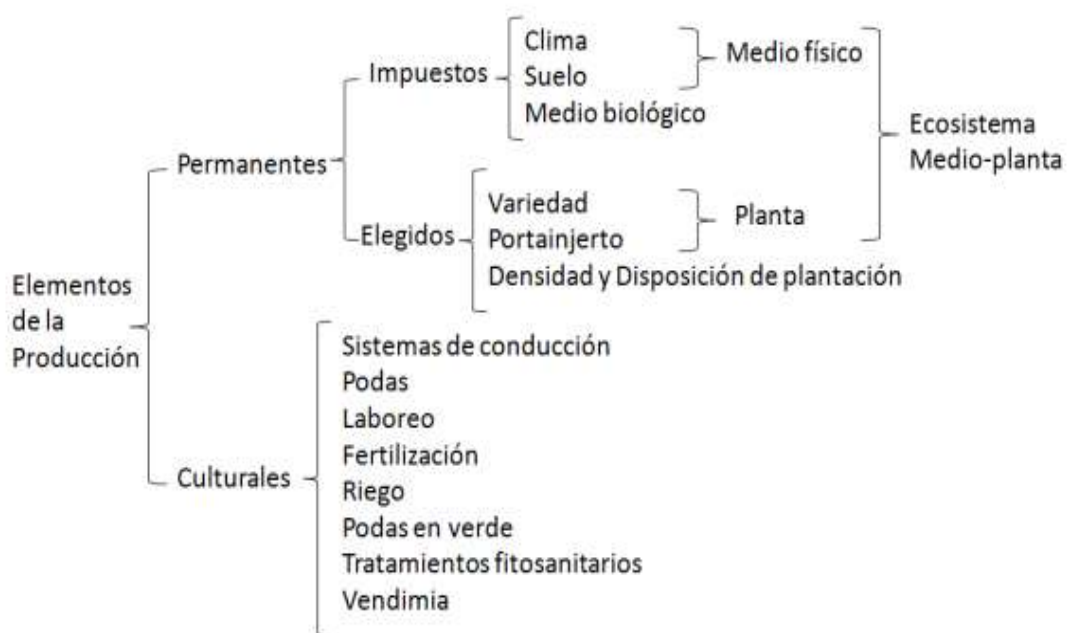 Elementos
de la
Producción
Permanentes
Impuestos
Clima
Suelo
Medio biológico
Medio físico
Elegidos
Variedad
Portainjerto
Densidad y Disposición de plantación
Planta
Ecosistema
Medio-planta
Culturales
Sistemas de conducción
Podas
Laboreo
Fertilización
Riego
Podas en verde
Tratamientos fitosanitarios
Vendimia